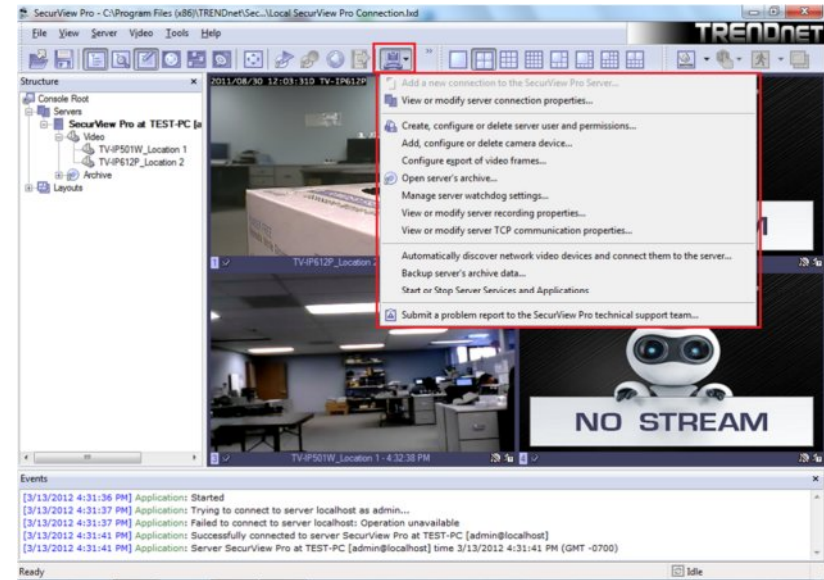 SecurView Pro - C:\Program Files (x86)\TRENDnet\Sec...\Local SecurView Pro Connection.lxd
File View Server Video Tools Help
TRENDNET
Structure
Console Root
Servers
SecurView Pro at TEST-PC [a
Video
TV-IP501W_Location 1
TV-IP612P_Location 2
Archive
Layouts
2011/08/30 12:03:310 TV-IP612P
Add a new connection to the SecurView Pro Server...
View or modify server connection properties...
Create, configure or delete server user and permissions...
Add, configure or delete camera device...
Configure export of video frames...
Open server's archive...
Manage server watchdog settings...
View or modify server recording properties...
View or modify server TCP communication properties...
Automatically discover network video devices and connect them to the server...
Backup server's archive data...
Start or Stop Server Services and Applications
Submit a problem report to the SecurView Pro technical support team...
1 TV-IP612P_Location 2
NO STREAM
3 TV-IP501W_Location 1 - 4:32:38 PM
4
Events
[3/13/2012 4:31:36 PM] Application: Started
[3/13/2012 4:31:37 PM] Application: Trying to connect to server localhost as admin...
[3/13/2012 4:31:37 PM] Application: Failed to connect to server localhost: Operation unavailable
[3/13/2012 4:31:41 PM] Application: Successfully connected to server SecurView Pro at TEST-PC [admin@localhost]
[3/13/2012 4:31:41 PM] Application: Server SecurView Pro at TEST-PC [admin@localhost] time 3/13/2012 4:31:41 PM (GMT -0700)
Ready
Idle